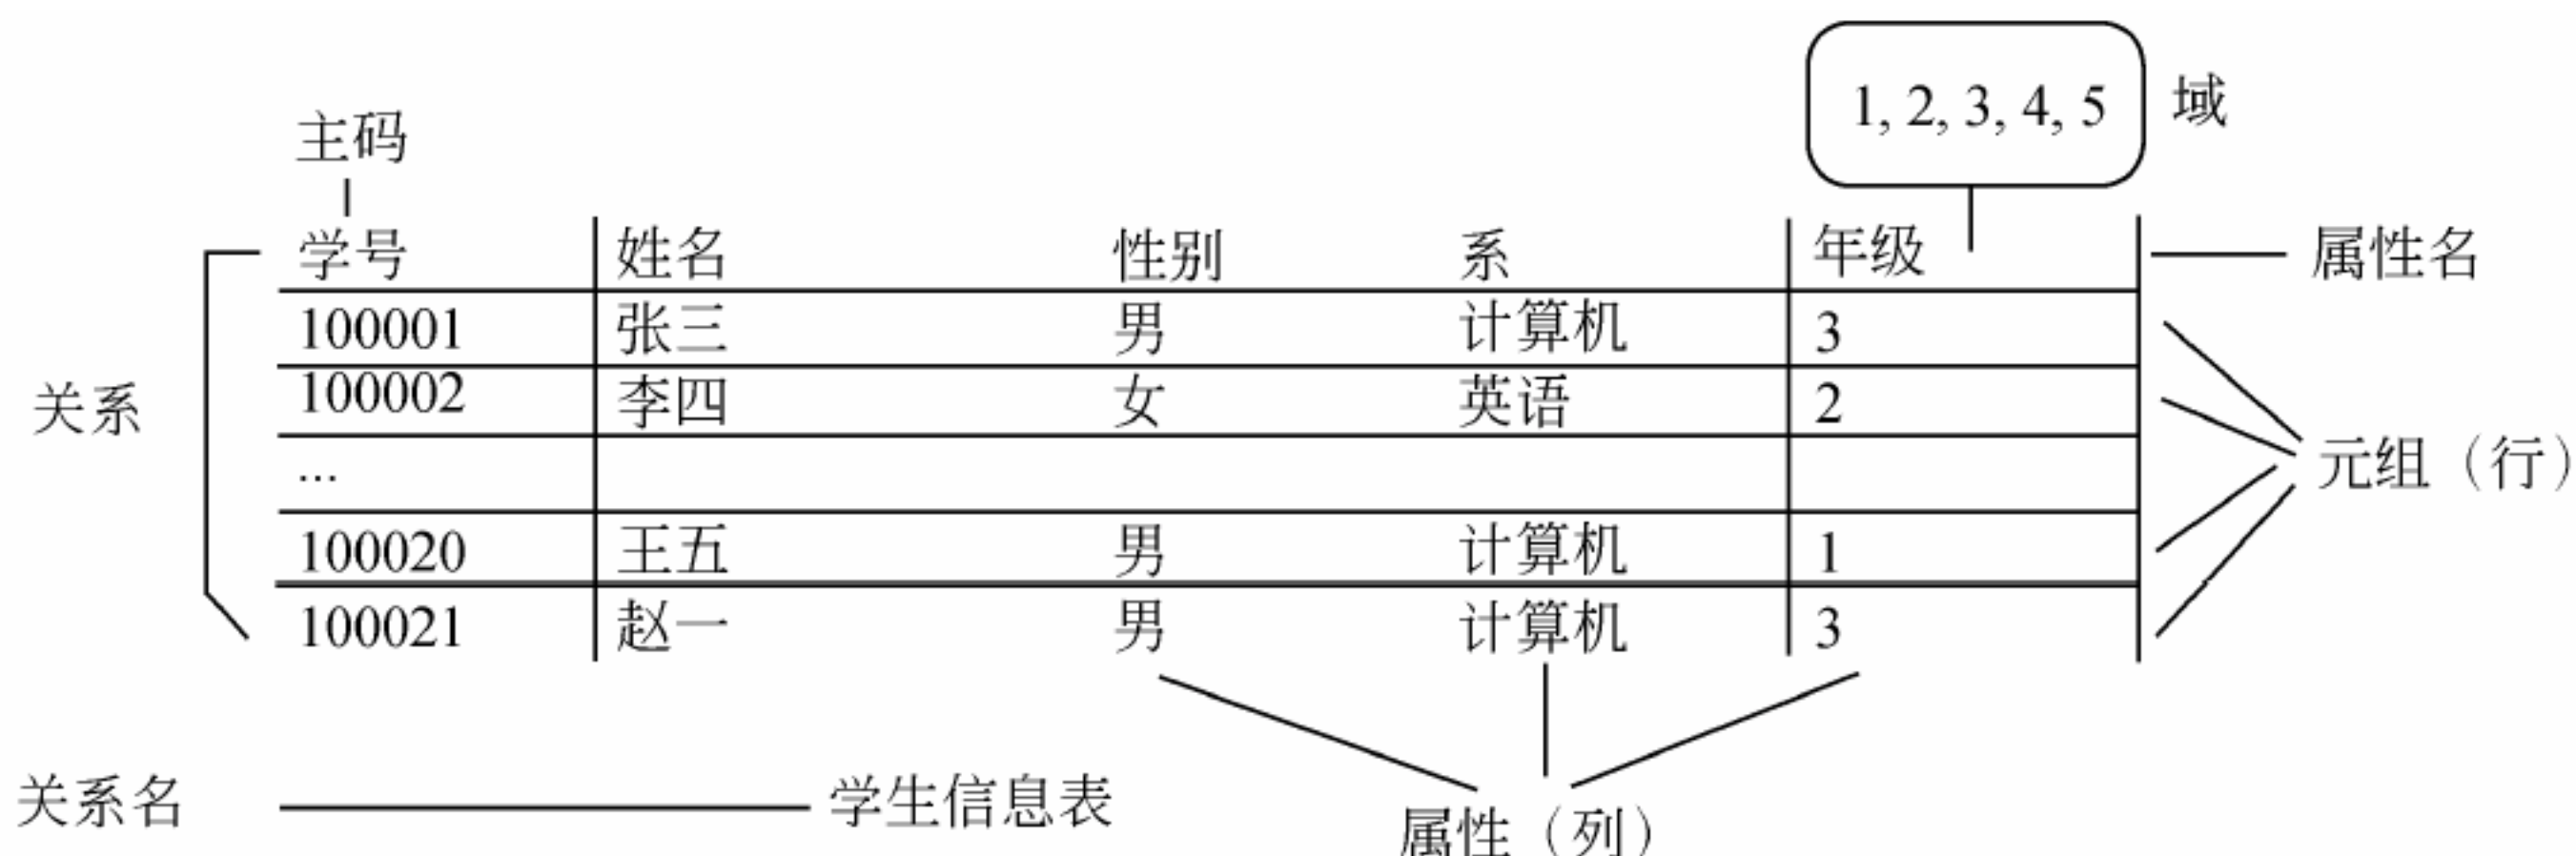 1, 2, 3, 4, 5 域
主码
学号 姓名 性别 系 年级 属性名
100001 张三 男 计算机 3
100002 李四 女 英语 2
关系
... 元组（行）
100020 王五 男 计算机 1
100021 赵一 男 计算机 3
关系名 学生信息表
属性（列）